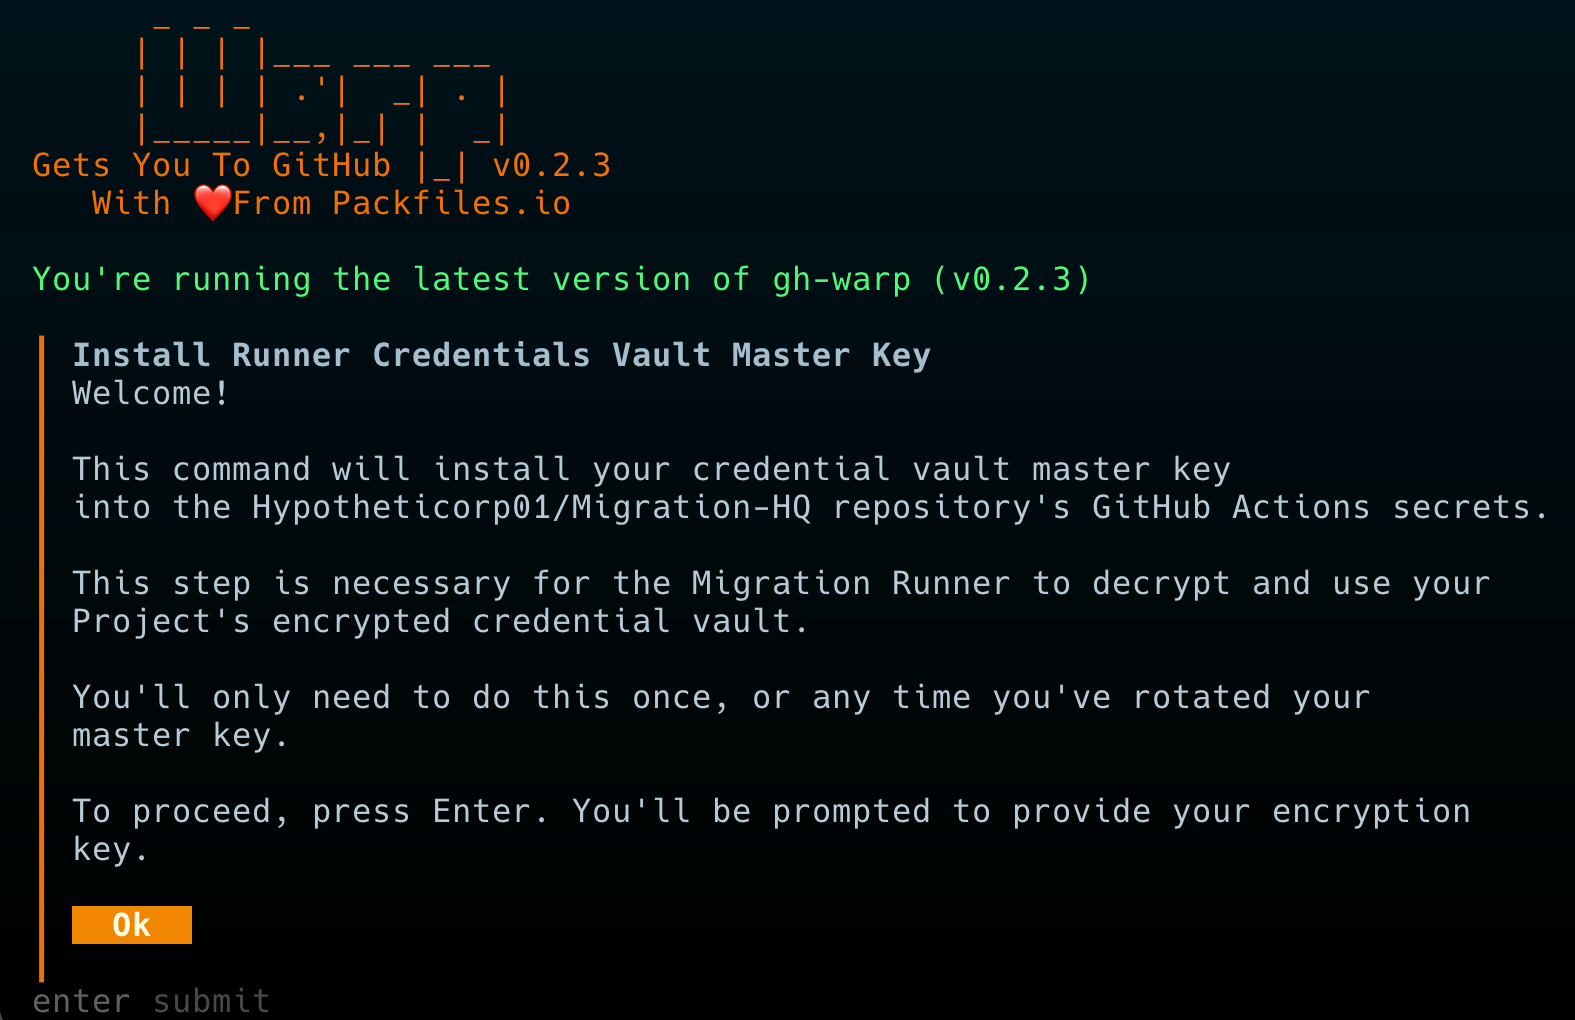 Warp
Gets You To GitHub v0.2.3
With ❤️From Packfiles.io
You're running the latest version of gh-warp (v0.2.3)
Install Runner Credentials Vault Master Key
Welcome!
This command will install your credential vault master key
into the Hypotheticorp01/Migration-HQ repository's GitHub Actions secrets.
This step is necessary for the Migration Runner to decrypt and use your
Project's encrypted credential vault.
You'll only need to do this once, or any time you've rotated your
master key.
To proceed, press Enter. You'll be prompted to provide your encryption
key.
Ok
enter submit